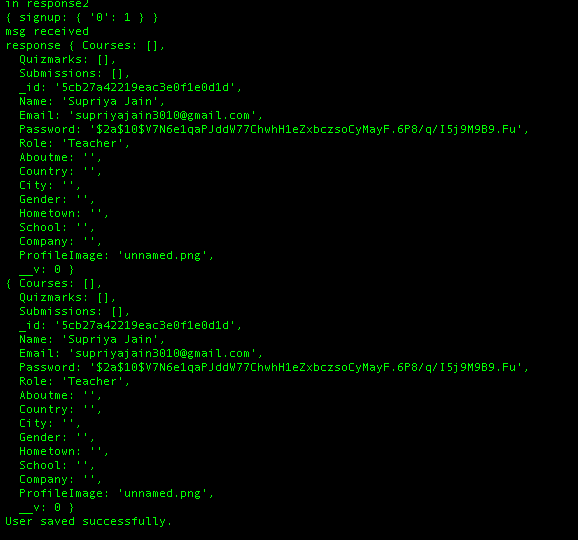 in response2
{ signup: { '0': 1 } }
msg received
response { Courses: [],
  Quizmarks: [],
  Submissions: [],
  _id: '5cb27a42219eac3e0f1e0d1d',
  Name: 'Supriya Jain',
  Email: 'supriyajain3010@gmail.com',
  Password: '$2a$10$V7N6e1qaPJddW77ChwhH1eZxbczsoCyMayF.6P8/q/I5j9M9B9.Fu',
  Role: 'Teacher',
  Aboutme: '',
  Country: '',
  City: '',
  Gender: '',
  Hometown: '',
  School: '',
  Company: '',
  ProfileImage: 'unnamed.png',
  __v: 0 }
{ Courses: [],
  Quizmarks: [],
  Submissions: [],
  _id: '5cb27a42219eac3e0f1e0d1d',
  Name: 'Supriya Jain',
  Email: 'supriyajain3010@gmail.com',
  Password: '$2a$10$V7N6e1qaPJddW77ChwhH1eZxbczsoCyMayF.6P8/q/I5j9M9B9.Fu',
  Role: 'Teacher',
  Aboutme: '',
  Country: '',
  City: '',
  Gender: '',
  Hometown: '',
  School: '',
  Company: '',
  ProfileImage: 'unnamed.png',
  __v: 0 }
User saved successfully.